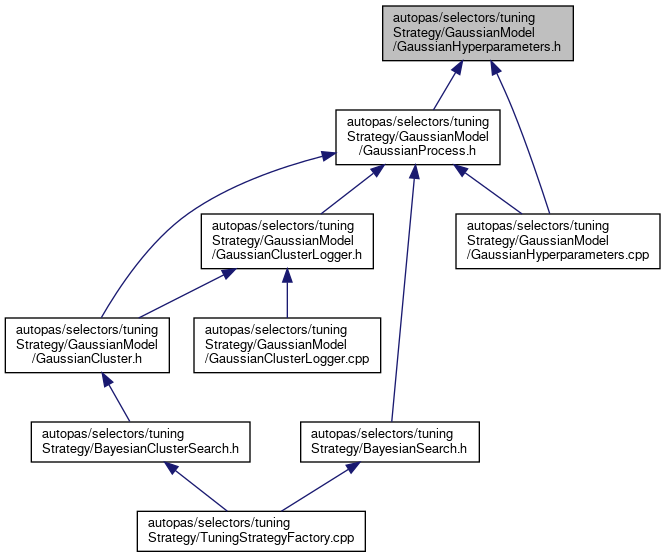 autopas/selectors/tuning
Strategy/GaussianModel
/GaussianHyperparameters.h
autopas/selectors/tuning
Strategy/GaussianModel
/GaussianProcess.h
autopas/selectors/tuning
Strategy/GaussianModel
/GaussianClusterLogger.h
autopas/selectors/tuning
Strategy/GaussianModel
/GaussianHyperparameters.cpp
autopas/selectors/tuning
Strategy/GaussianModel
/GaussianCluster.h
autopas/selectors/tuning
Strategy/GaussianModel
/GaussianClusterLogger.cpp
autopas/selectors/tuning
Strategy/BayesianClusterSearch.h
autopas/selectors/tuning
Strategy/BayesianSearch.h
autopas/selectors/tuning
Strategy/TuningStrategyFactory.cpp